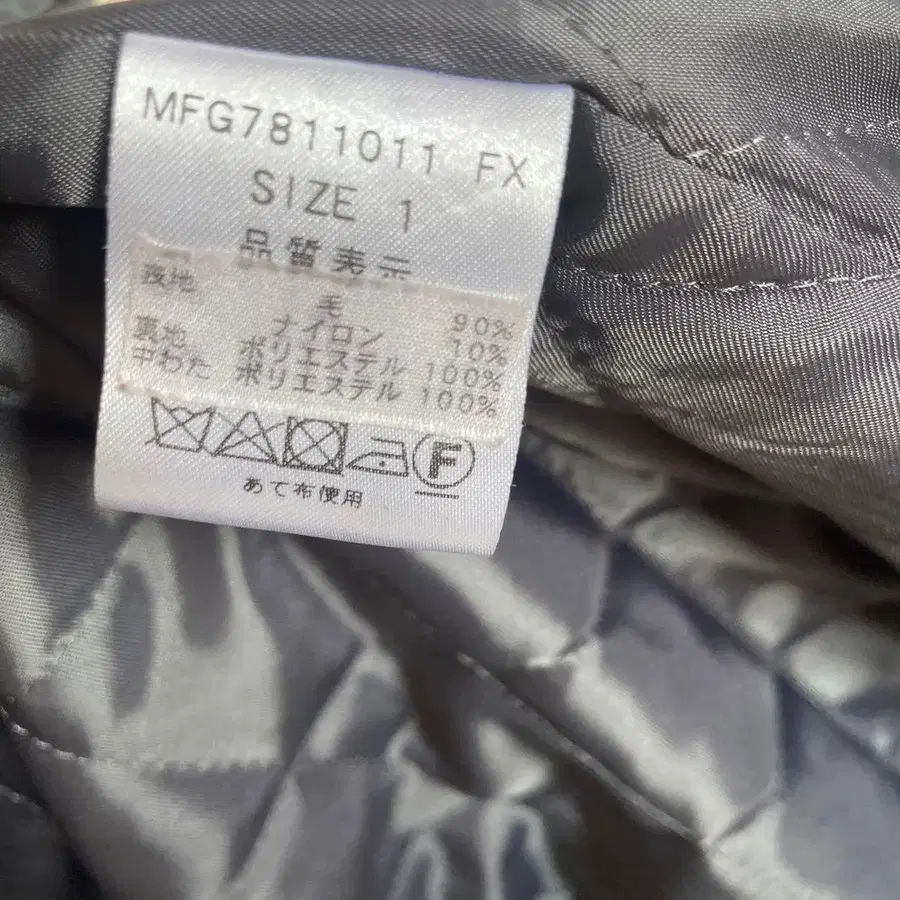 MFG7811011 FX
SIZE 1
品質表示
表地 毛 90%
ナイロン 10%
裏地 ポリエステル 100%
中わた ポリエステル 100%
F
あて布使用